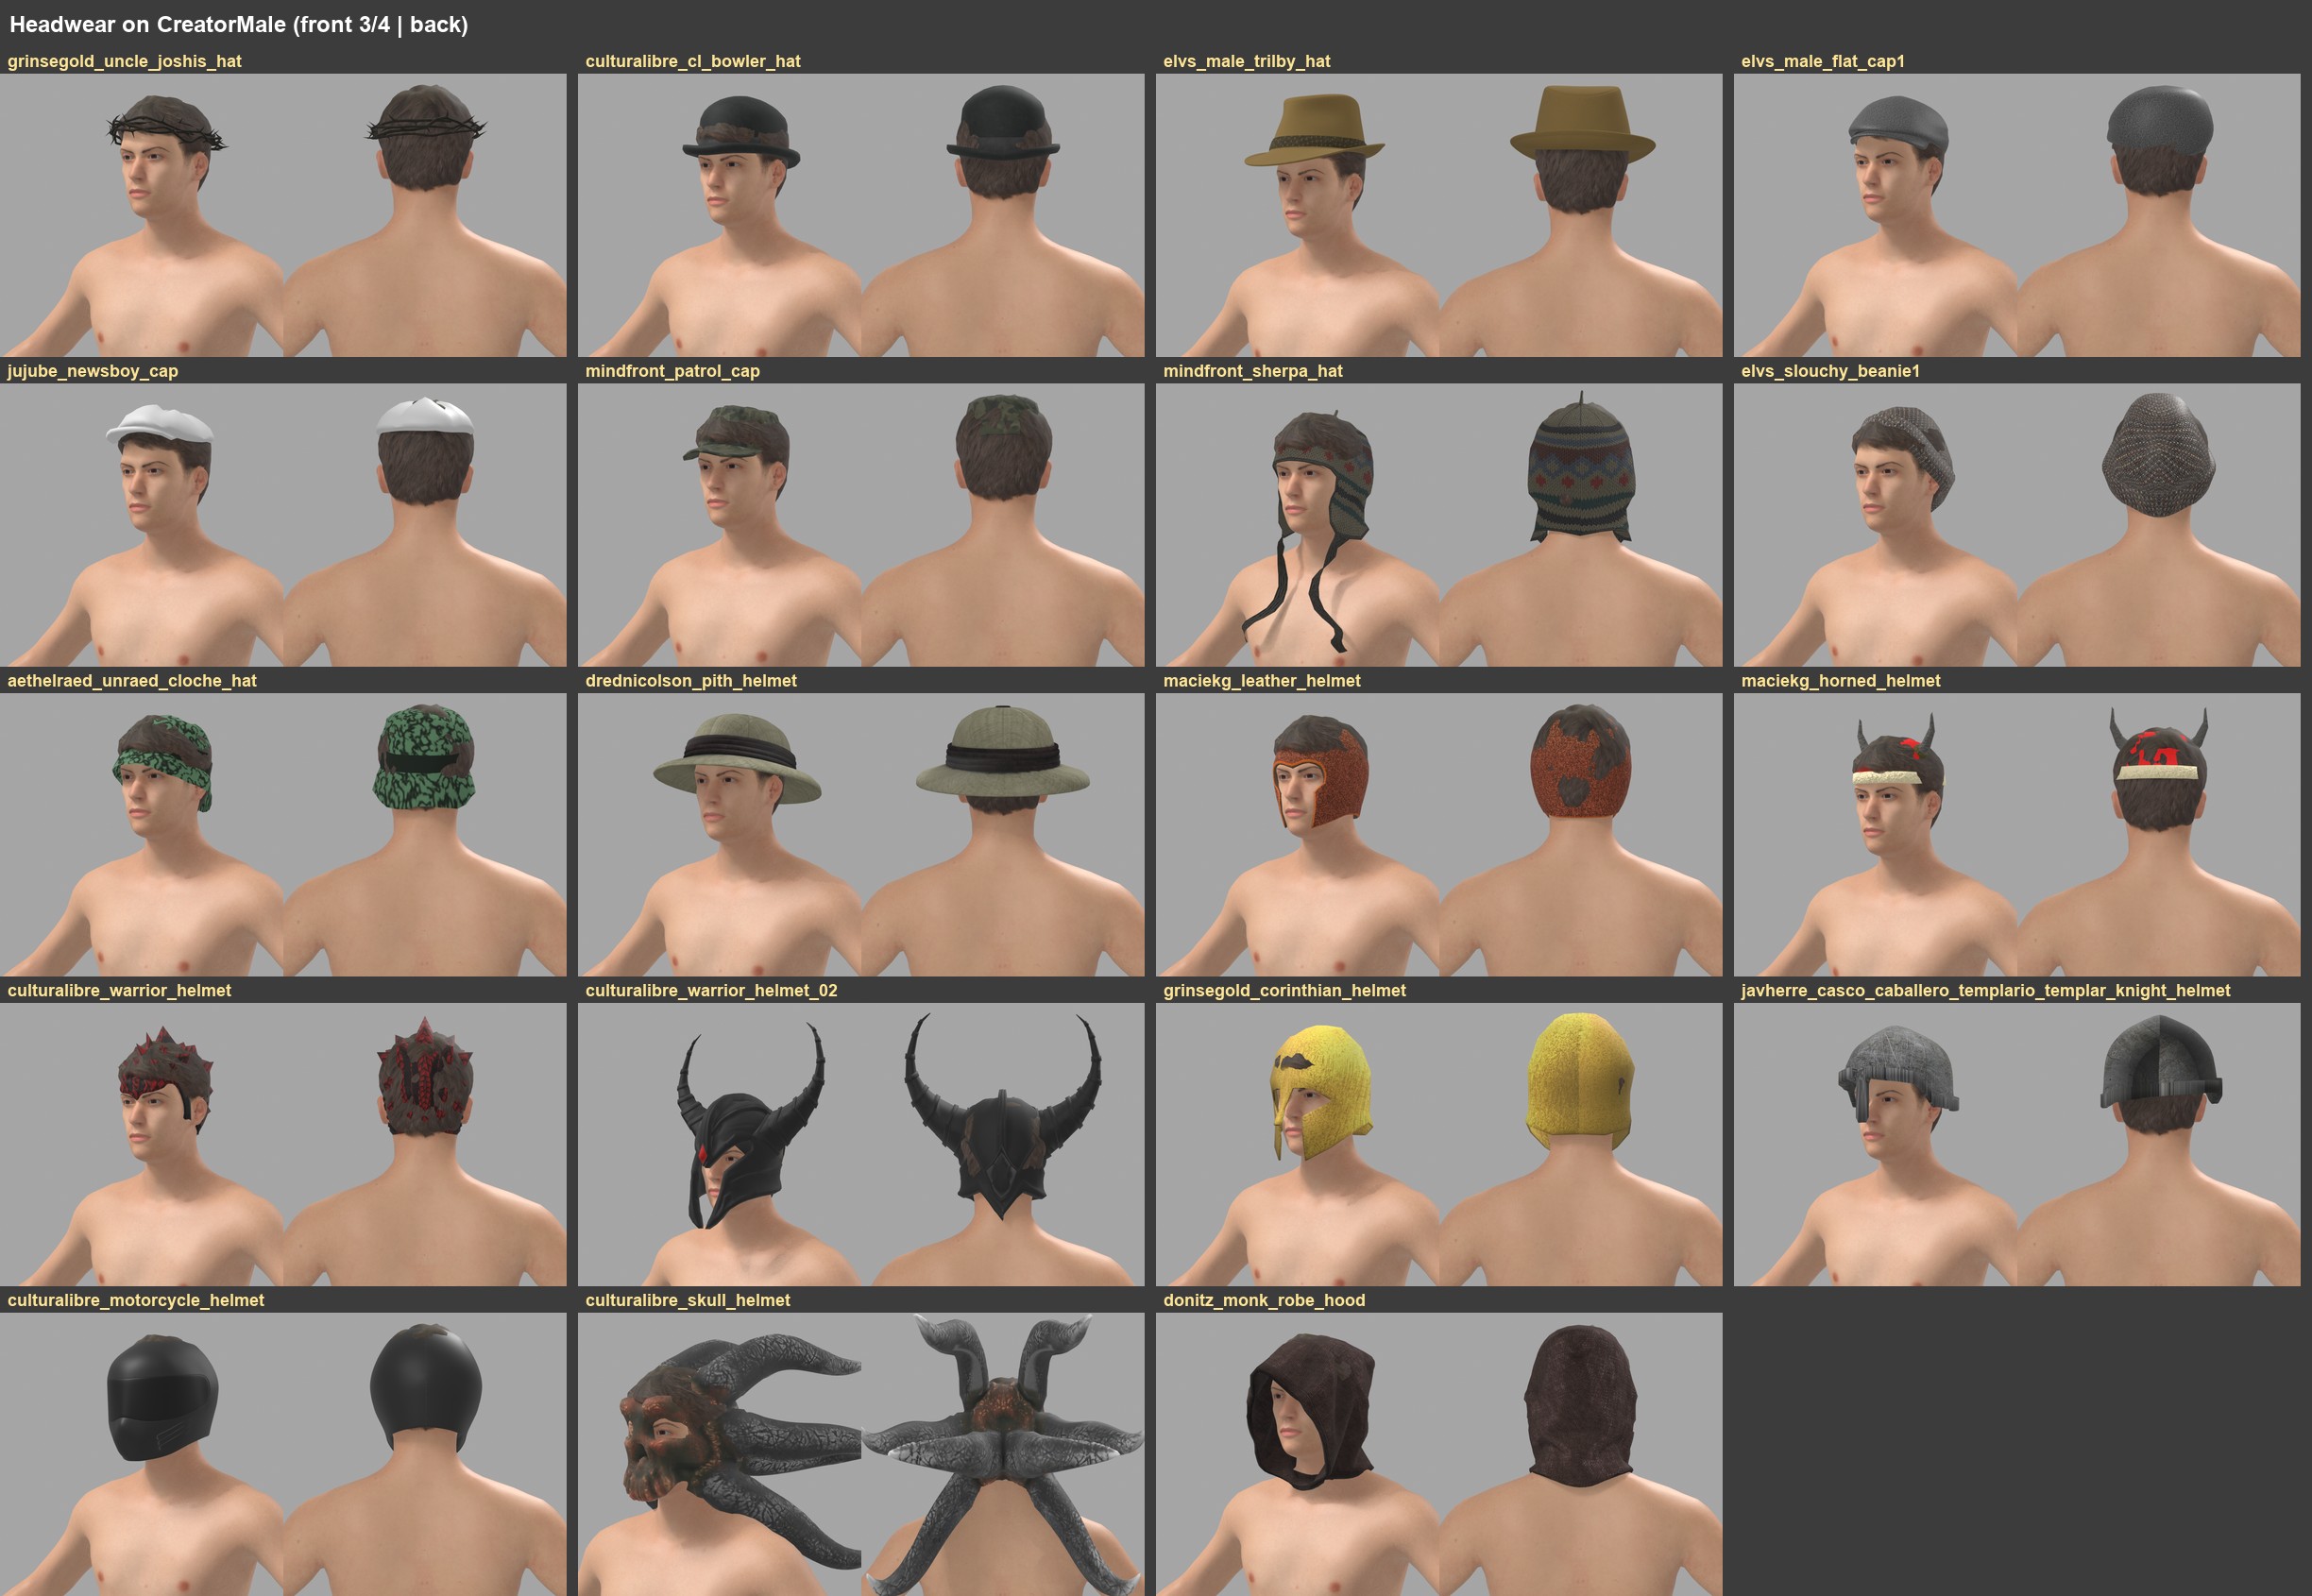 Headwear on CreatorMale (front 3/4 | back)
grinsegold_uncle_joshis_hat
culturalibre_cl_bowler_hat
elvs_male_trilby_hat
elvs_male_flat_cap1
jujube_newsboy_cap
mindfront_patrol_cap
mindfront_sherpa_hat
elvs_slouchy_beanie1
aethelraed_unraed_cloche_hat
drednicolson_pith_helmet
maciekg_leather_helmet
maciekg_horned_helmet
culturalibre_warrior_helmet
culturalibre_warrior_helmet_02
grinsegold_corinthian_helmet
javherre_casco_caballero_templario_templar_knight_helmet
culturalibre_motorcycle_helmet
culturalibre_skull_helmet
donitz_monk_robe_hood